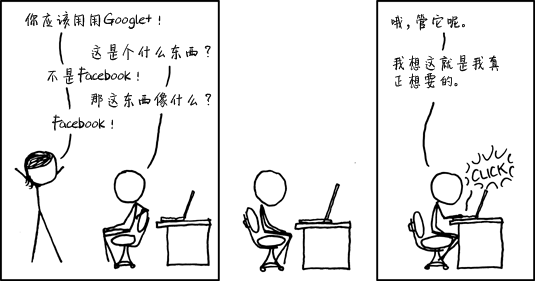 你应该用用Google+！
这是个什么东西？
不是Facebook！
那这东西像什么？
Facebook！
哦，管它呢。
我想这就是我真
正想要的。
CLICK